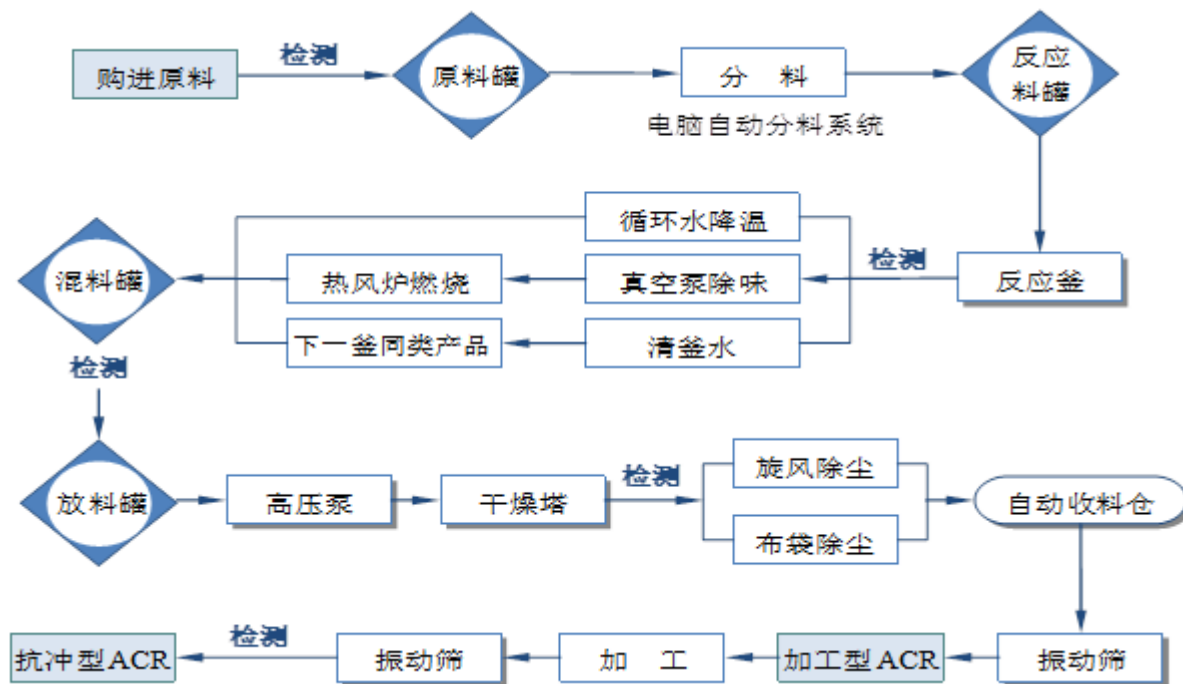 购进原料
检测
原料罐
分 料
电脑自动分料系统
反应
料罐
循环水降温
混料罐
热风炉燃烧
真空泵除味
检测
反应釜
下一釜同类产品
清釜水
检测
放料罐
高压泵
干燥塔
检测
旋风除尘
布袋除尘
自动收料仓
抗冲型ACR
检测
振动筛
加 工
加工型ACR
振动筛